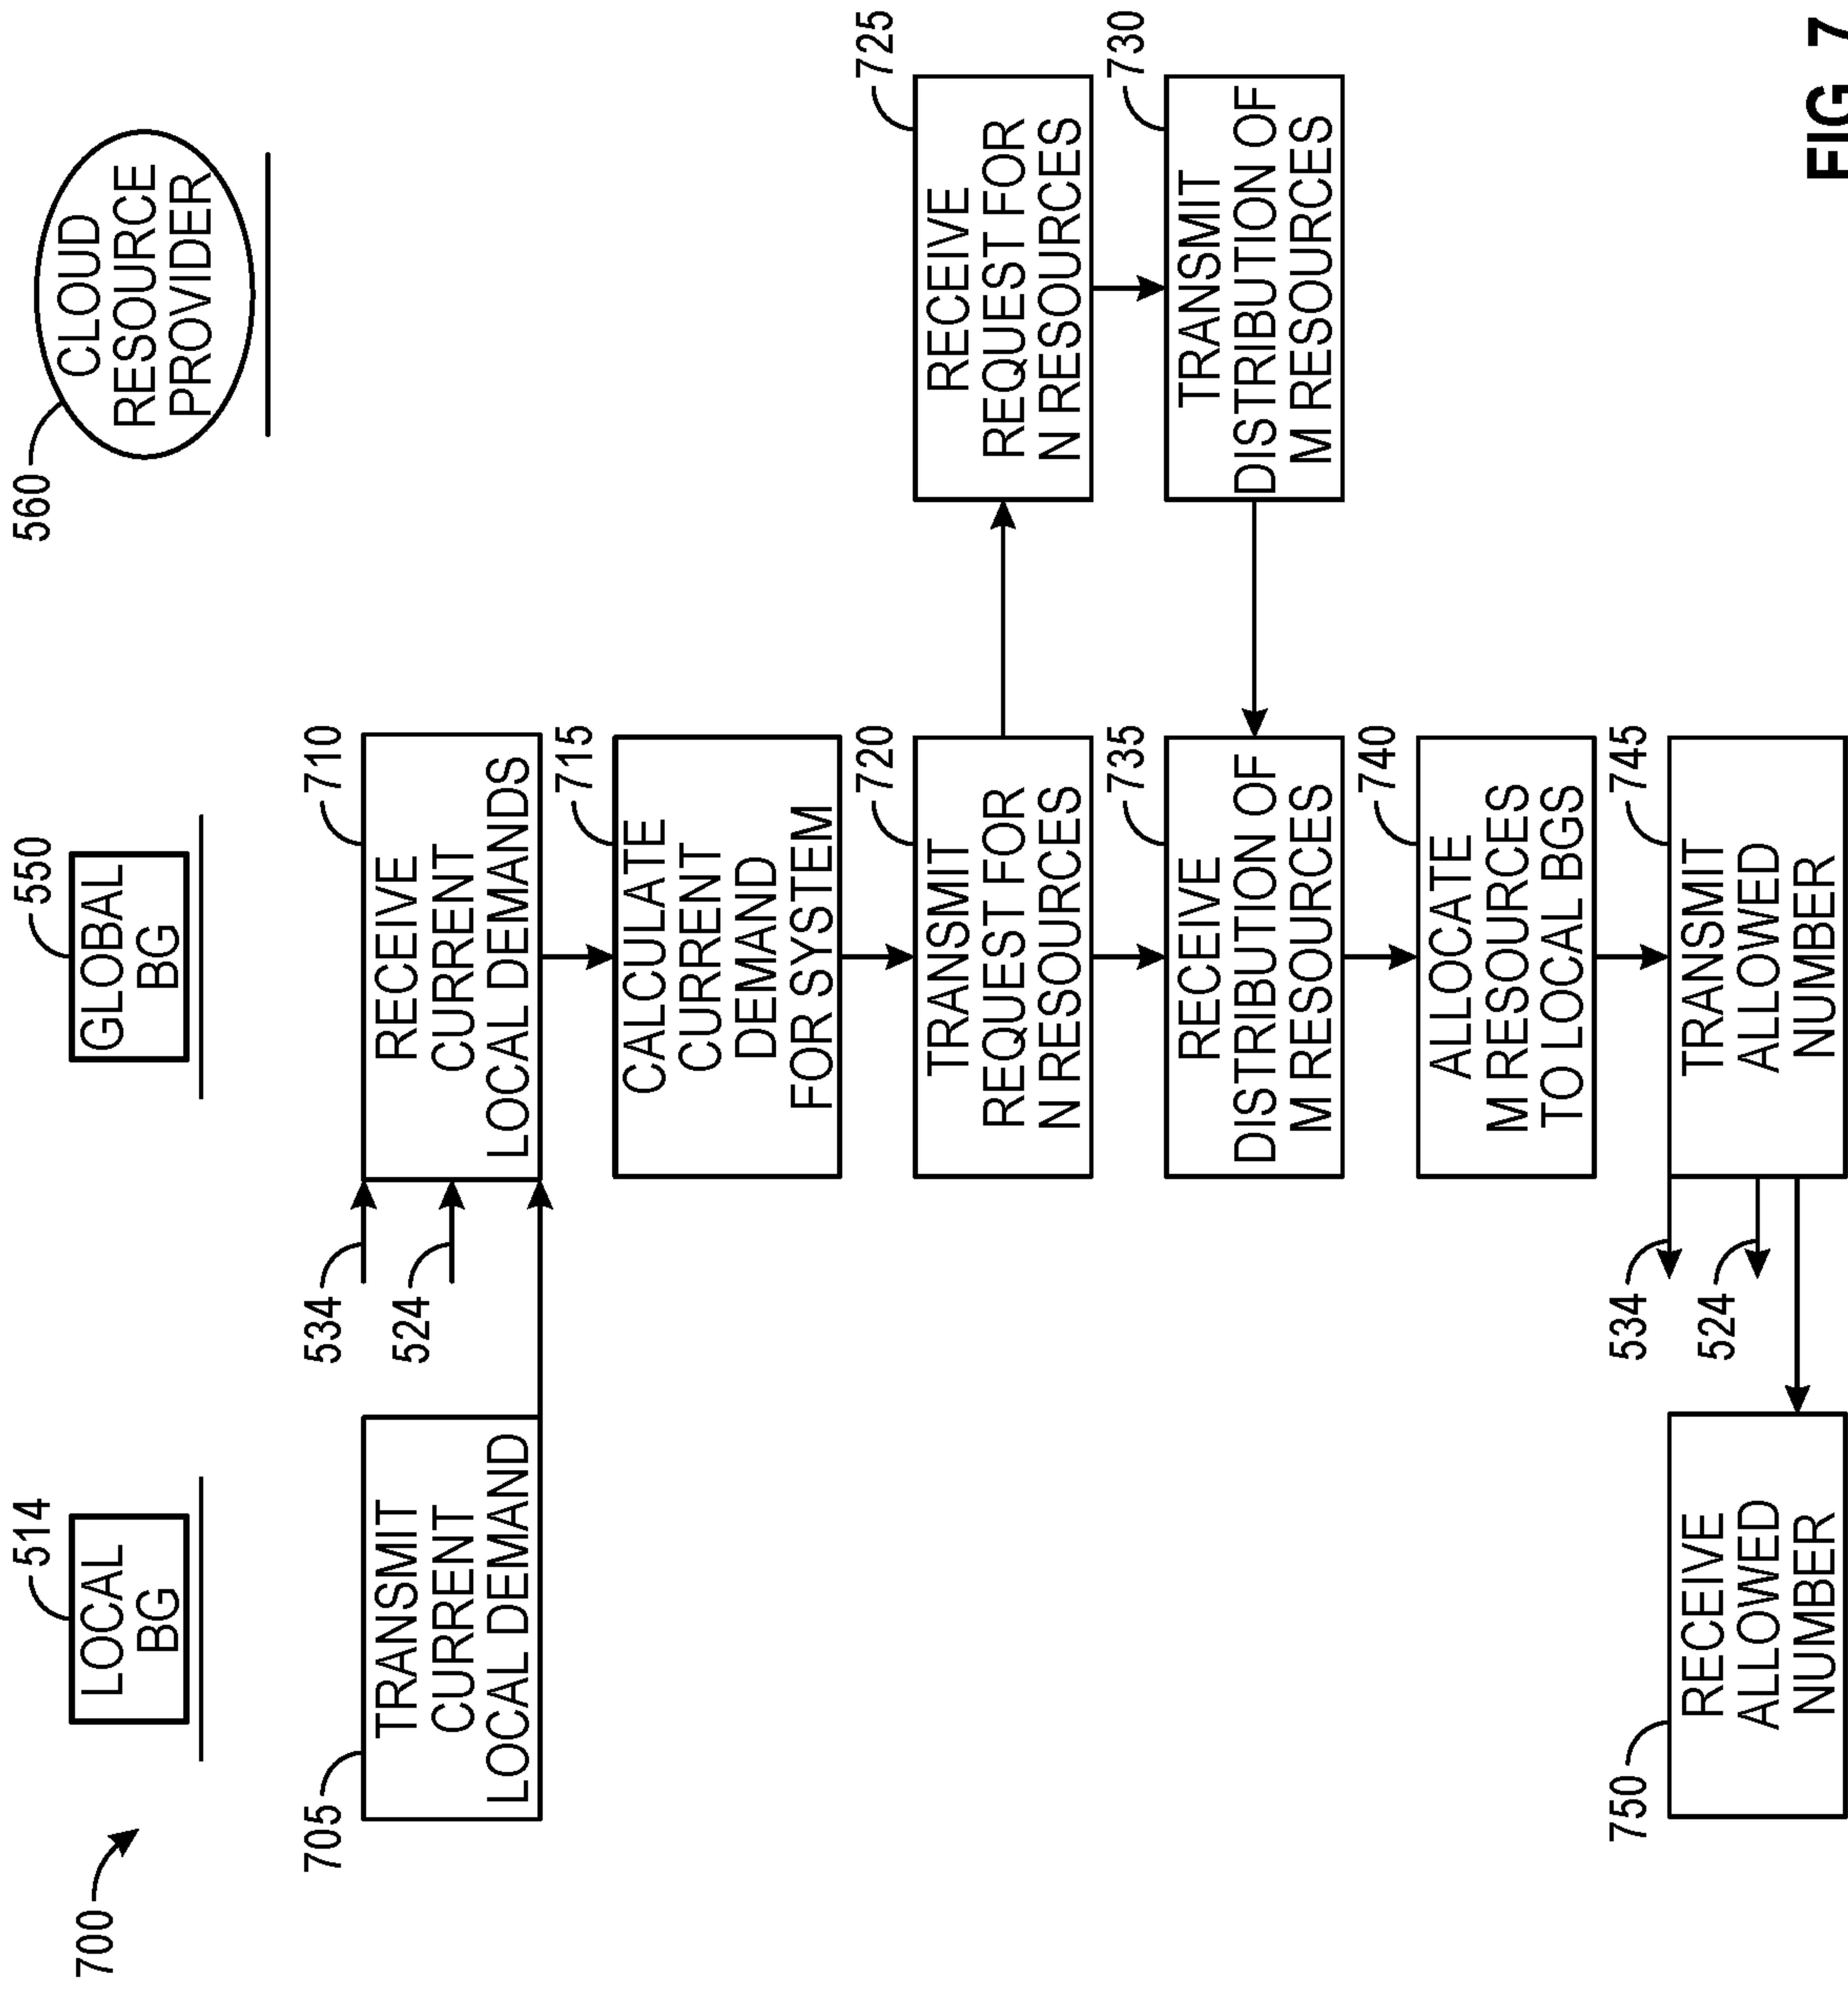 700
514
LOCAL
BG
550
GLOBAL
BG
560
CLOUD
RESOURCE
PROVIDER
705
TRANSMIT
CURRENT
LOCAL DEMAND
534
524
710
RECEIVE
CURRENT
LOCAL DEMANDS
715
CALCULATE
CURRENT
DEMAND
FOR SYSTEM
720
TRANSMIT
REQUEST FOR
N RESOURCES
725
RECEIVE
REQUEST FOR
N RESOURCES
730
TRANSMIT
DISTRIBUTION OF
M RESOURCES
735
RECEIVE
DISTRIBUTION OF
M RESOURCES
740
ALLOCATE
M RESOURCES
TO LOCAL BGS
745
TRANSMIT
ALLOWED
NUMBER
534
524
750
RECEIVE
ALLOWED
NUMBER
FIG 7